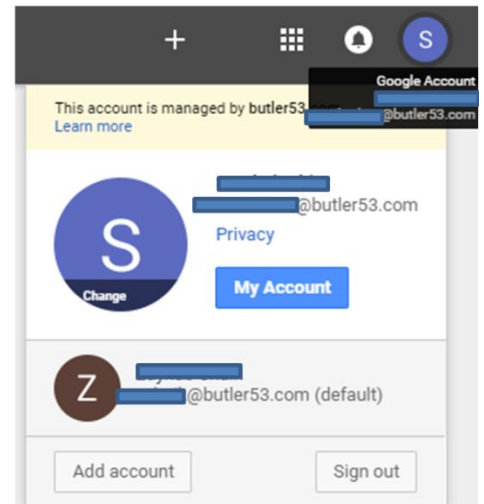 +
S
Google Account
@butler53.com
This account is managed by butler53.
Learn more
@butler53.com
Privacy
S
Change
My Account
Z
@butler53.com (default)
Add account
Sign out